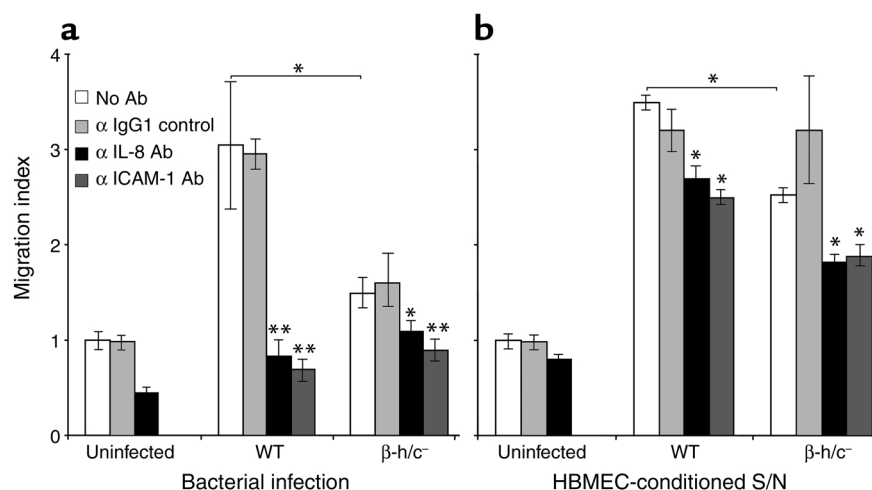 a
b
4
3
2
1
0
Migration index
No Ab
α IgG1 control
α IL-8 Ab
α ICAM-1 Ab
*
**
**
*
**
Uninfected
WT
β-h/c⁻
Bacterial infection
*
*
*
*
*
Uninfected
WT
β-h/c⁻
HBMEC-conditioned S/N